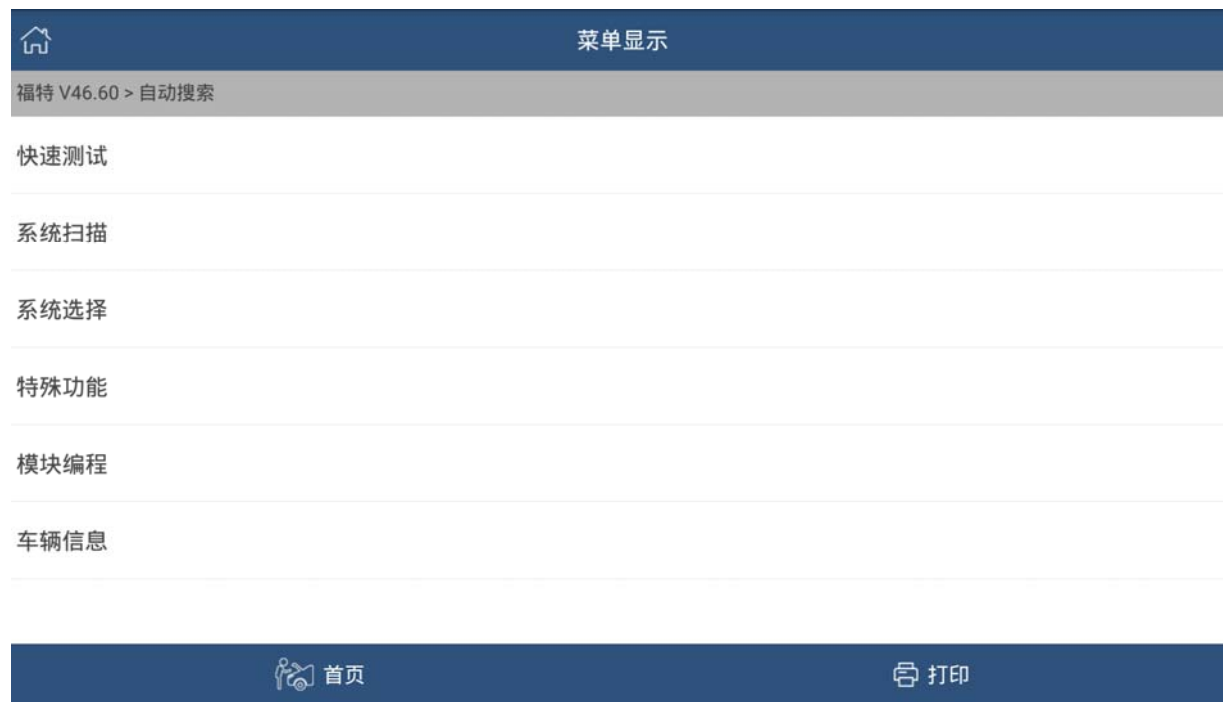 菜单显示
福特 V46.60 > 自动搜索
快速测试
系统扫描
系统选择
特殊功能
模块编程
车辆信息
首页
打印